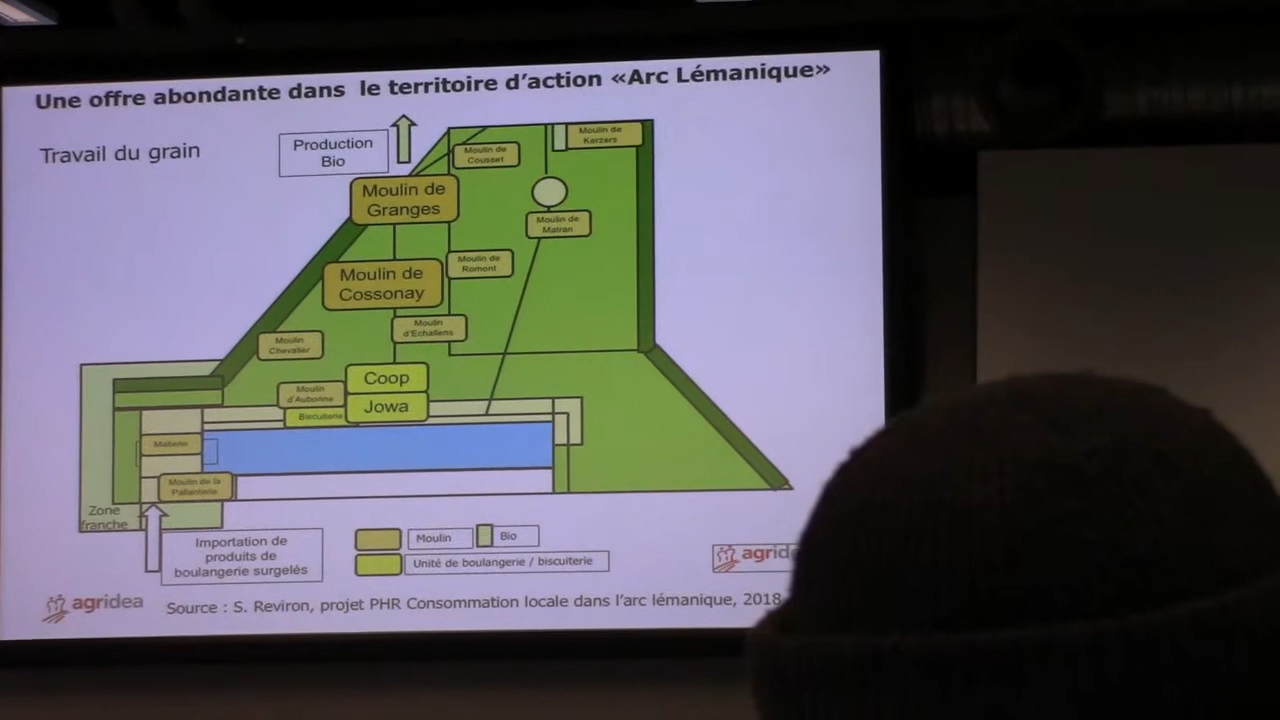 Une offre abondante dans le territoire d'action «Arc Lémanique»
Travail du grain
Production
Bio
Moulin de
Kerzers
Moulin de
Cousset
Moulin de
Granges
Moulin de
Matran
Moulin de
Romont
Moulin de
Cossonay
Moulin
d'Echallens
Moulin
Chevalier
Coop
Moulin
d'Aubonne
Jowa
Biscuiterie
Malterie
Moulin de la
Pallanterie
Zone
franche
Importation de
produits de
boulangerie surgelés
Moulin
Bio
Unité de boulangerie / biscuiterie
agridea
Source : S. Reviron, projet PHR Consommation locale dans l'arc lémanique, 2018